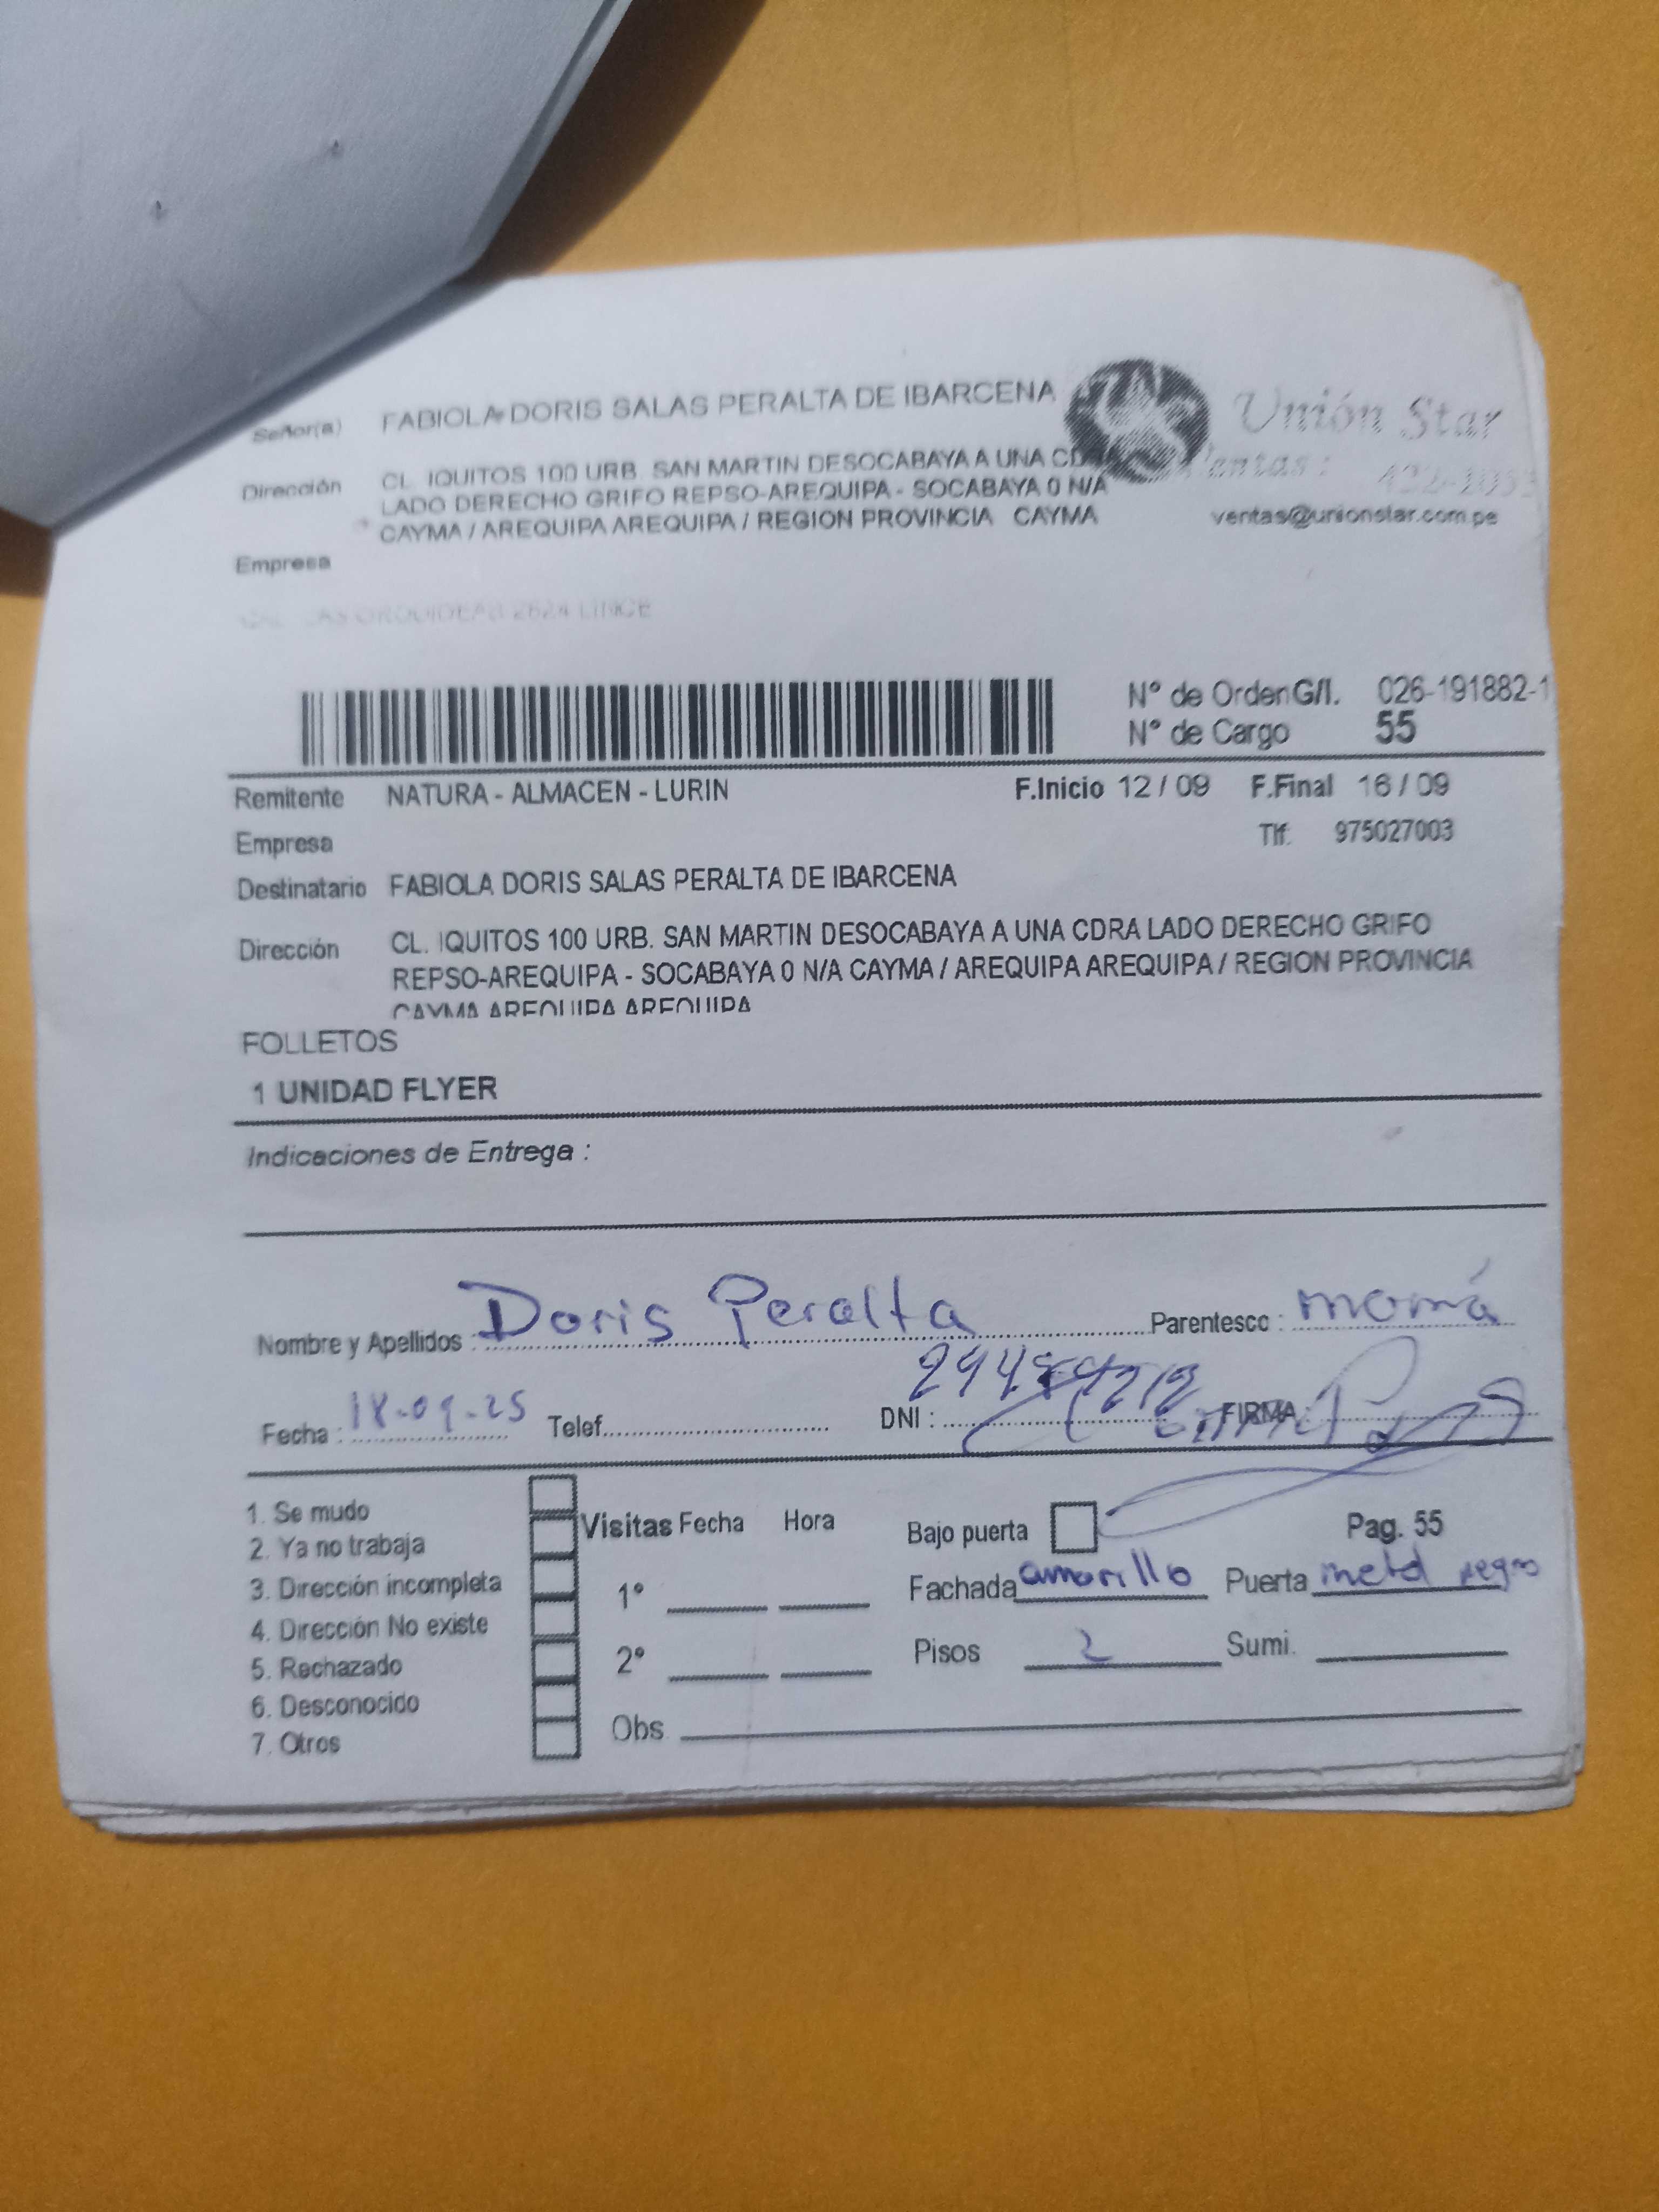 Señor(a) FABIOLA DORIS SALAS PERALTA DE IBARCENA
Unión Star
Dirección CL. IQUITOS 100 URB. SAN MARTIN DESOCABAYA A UNA
LADO DERECHO GRIFO REPSO-AREQUIPA - SOCABAYA 0 N/A
CAYMA / AREQUIPA AREQUIPA / REGION PROVINCIA CAYMA
ventas@unionstar.com.pe
Empresa
2624 LINCE
N° de Orden G/I. 026-191882-1
N° de Cargo 55
Remitente NATURA - ALMACEN - LURIN F.Inicio 12 / 09 F.Final 16 / 09
Empresa Tlf: 975027003
Destinatario FABIOLA DORIS SALAS PERALTA DE IBARCENA
Dirección CL. IQUITOS 100 URB. SAN MARTIN DESOCABAYA A UNA CDRA LADO DERECHO GRIFO
REPSO-AREQUIPA - SOCABAYA 0 N/A CAYMA / AREQUIPA AREQUIPA / REGION PROVINCIA
CAYMA AREQUIPA AREQUIPA
FOLLETOS
1 UNIDAD FLYER
Indicaciones de Entrega :
Nombre y Apellidos : Doris Peralta Parentesco : mamá
Fecha : 18-09-25 Telef. DNI : FIRMA
1. Se mudo
2. Ya no trabaja
3. Dirección incompleta
4. Dirección No existe
5. Rechazado
6. Desconocido
7. Otros
Visitas Fecha Hora
1°
2°
Obs
Bajo puerta Pag. 55
Fachada amarillo Puerta metal negro
Pisos 2 Sumi.